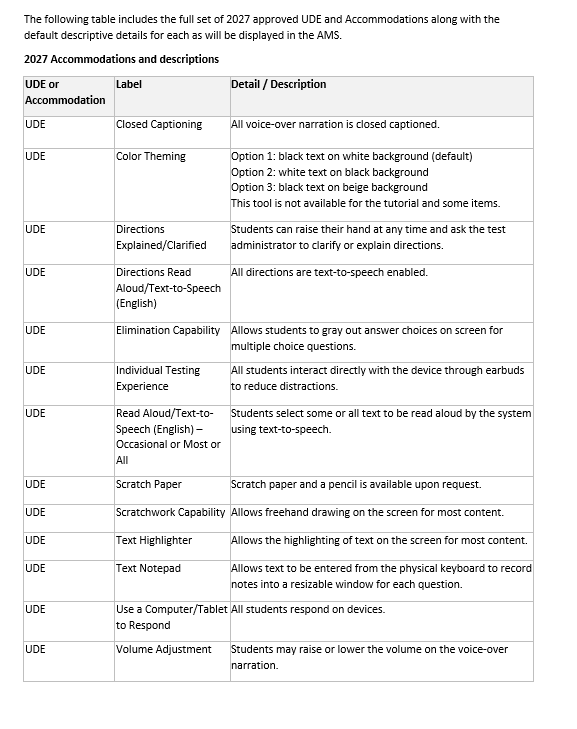 The following table includes the full set of 2027 approved UDE and Accommodations along with the
default descriptive details for each as will be displayed in the AMS.
2027 Accommodations and descriptions
UDE or Accommodation Label Detail / Description
UDE Closed Captioning All voice-over narration is closed captioned.
UDE Color Theming Option 1: black text on white background (default)
Option 2: white text on black background
Option 3: black text on beige background
This tool is not available for the tutorial and some items.
UDE Directions Explained/Clarified Students can raise their hand at any time and ask the test
administrator to clarify or explain directions.
UDE Directions Read Aloud/Text-to-Speech (English) All directions are text-to-speech enabled.
UDE Elimination Capability Allows students to gray out answer choices on screen for
multiple choice questions.
UDE Individual Testing Experience All students interact directly with the device through earbuds
to reduce distractions.
UDE Read Aloud/Text-to-Speech (English) – Occasional or Most or All Students select some or all text to be read aloud by the system
using text-to-speech.
UDE Scratch Paper Scratch paper and a pencil is available upon request.
UDE Scratchwork Capability Allows freehand drawing on the screen for most content.
UDE Text Highlighter Allows the highlighting of text on the screen for most content.
UDE Text Notepad Allows text to be entered from the physical keyboard to record
notes into a resizable window for each question.
UDE Use a Computer/Tablet to Respond All students respond on devices.
UDE Volume Adjustment Students may raise or lower the volume on the voice-over
narration.